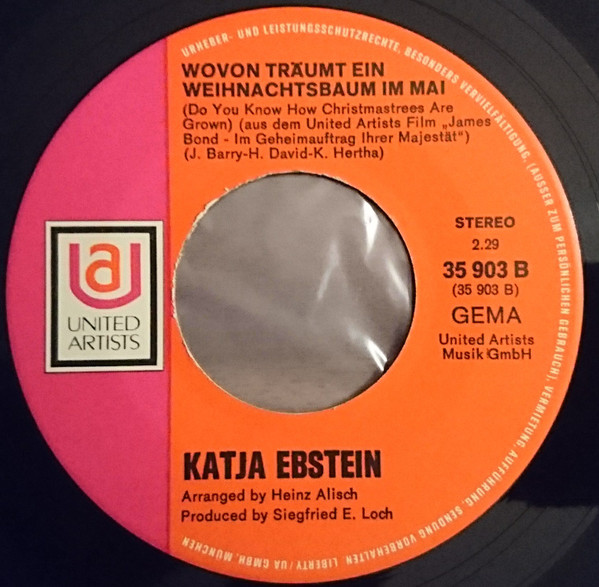 URHEBER- UND LEISTUNGSSCHUTZRECHTE, BESONDERS VERVIELFÄLTIGUNG, (AUSSER ZUM PERSÖNLICHEN GEBRAUCH), VERMIETUNG, AUFFÜHRUNG, SENDUNG VORBEHALTEN. LIBERTY/UA GMBH, MÜNCHEN
WOVON TRÄUMT EIN
WEIHNACHTSBAUM IM MAI
(Do You Know How Christmastrees Are
Grown) (aus dem United Artists Film „James
Bond - Im Geheimauftrag Ihrer Majestät“)
(J. Barry-H. David-K. Hertha)
STEREO
2.29
35 903 B
(35 903 B)
GEMA
United Artists
Musik GmbH
ua
UNITED
ARTISTS
KATJA EBSTEIN
Arranged by Heinz Alisch
Produced by Siegfried E. Loch